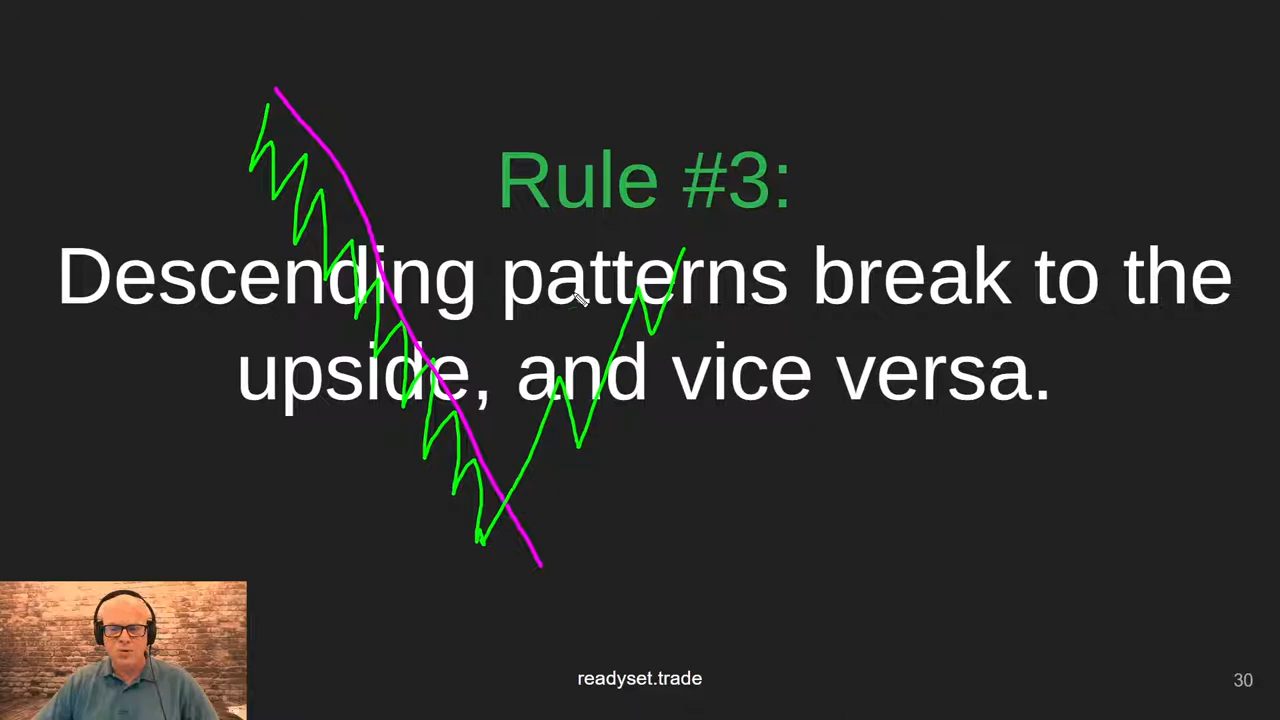 Rule #3:
Descending patterns break to the
upside, and vice versa.
readyset.trade
30